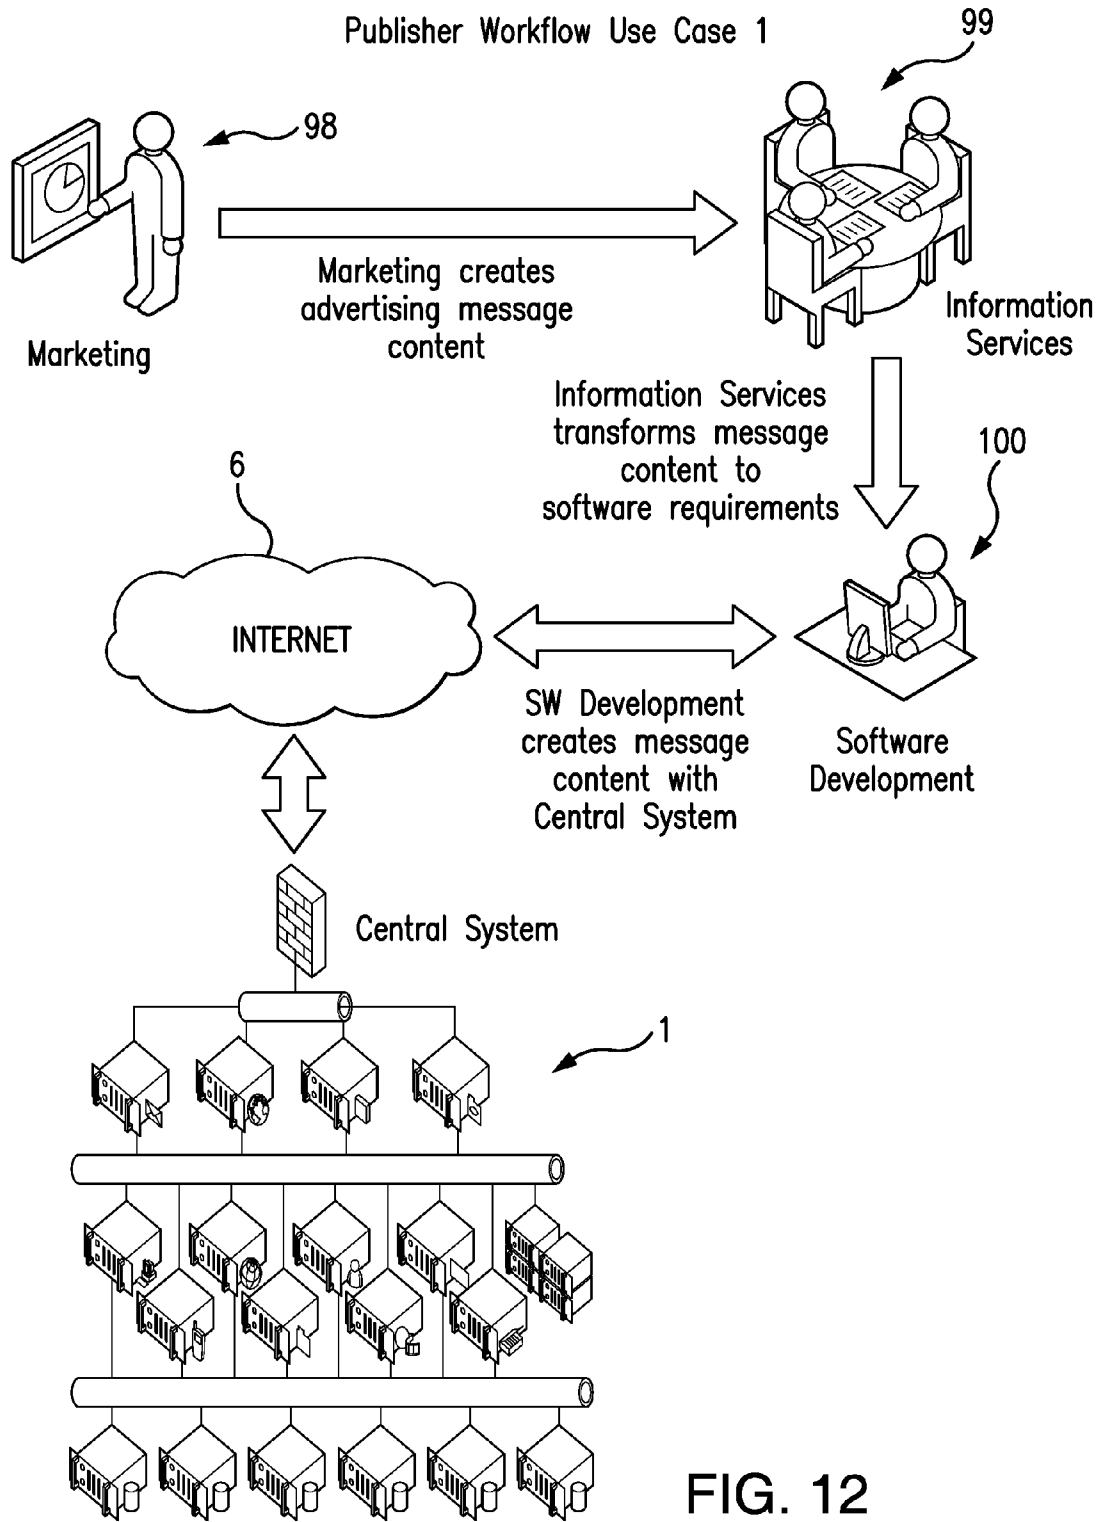 Publisher Workflow Use Case 1
99
98
Marketing creates
advertising message
content
Marketing
Information
Services
Information Services
transforms message
content to
software requirements
100
6
INTERNET
SW Development
creates message
content with
Central System
Software
Development
Central System
1
FIG. 12